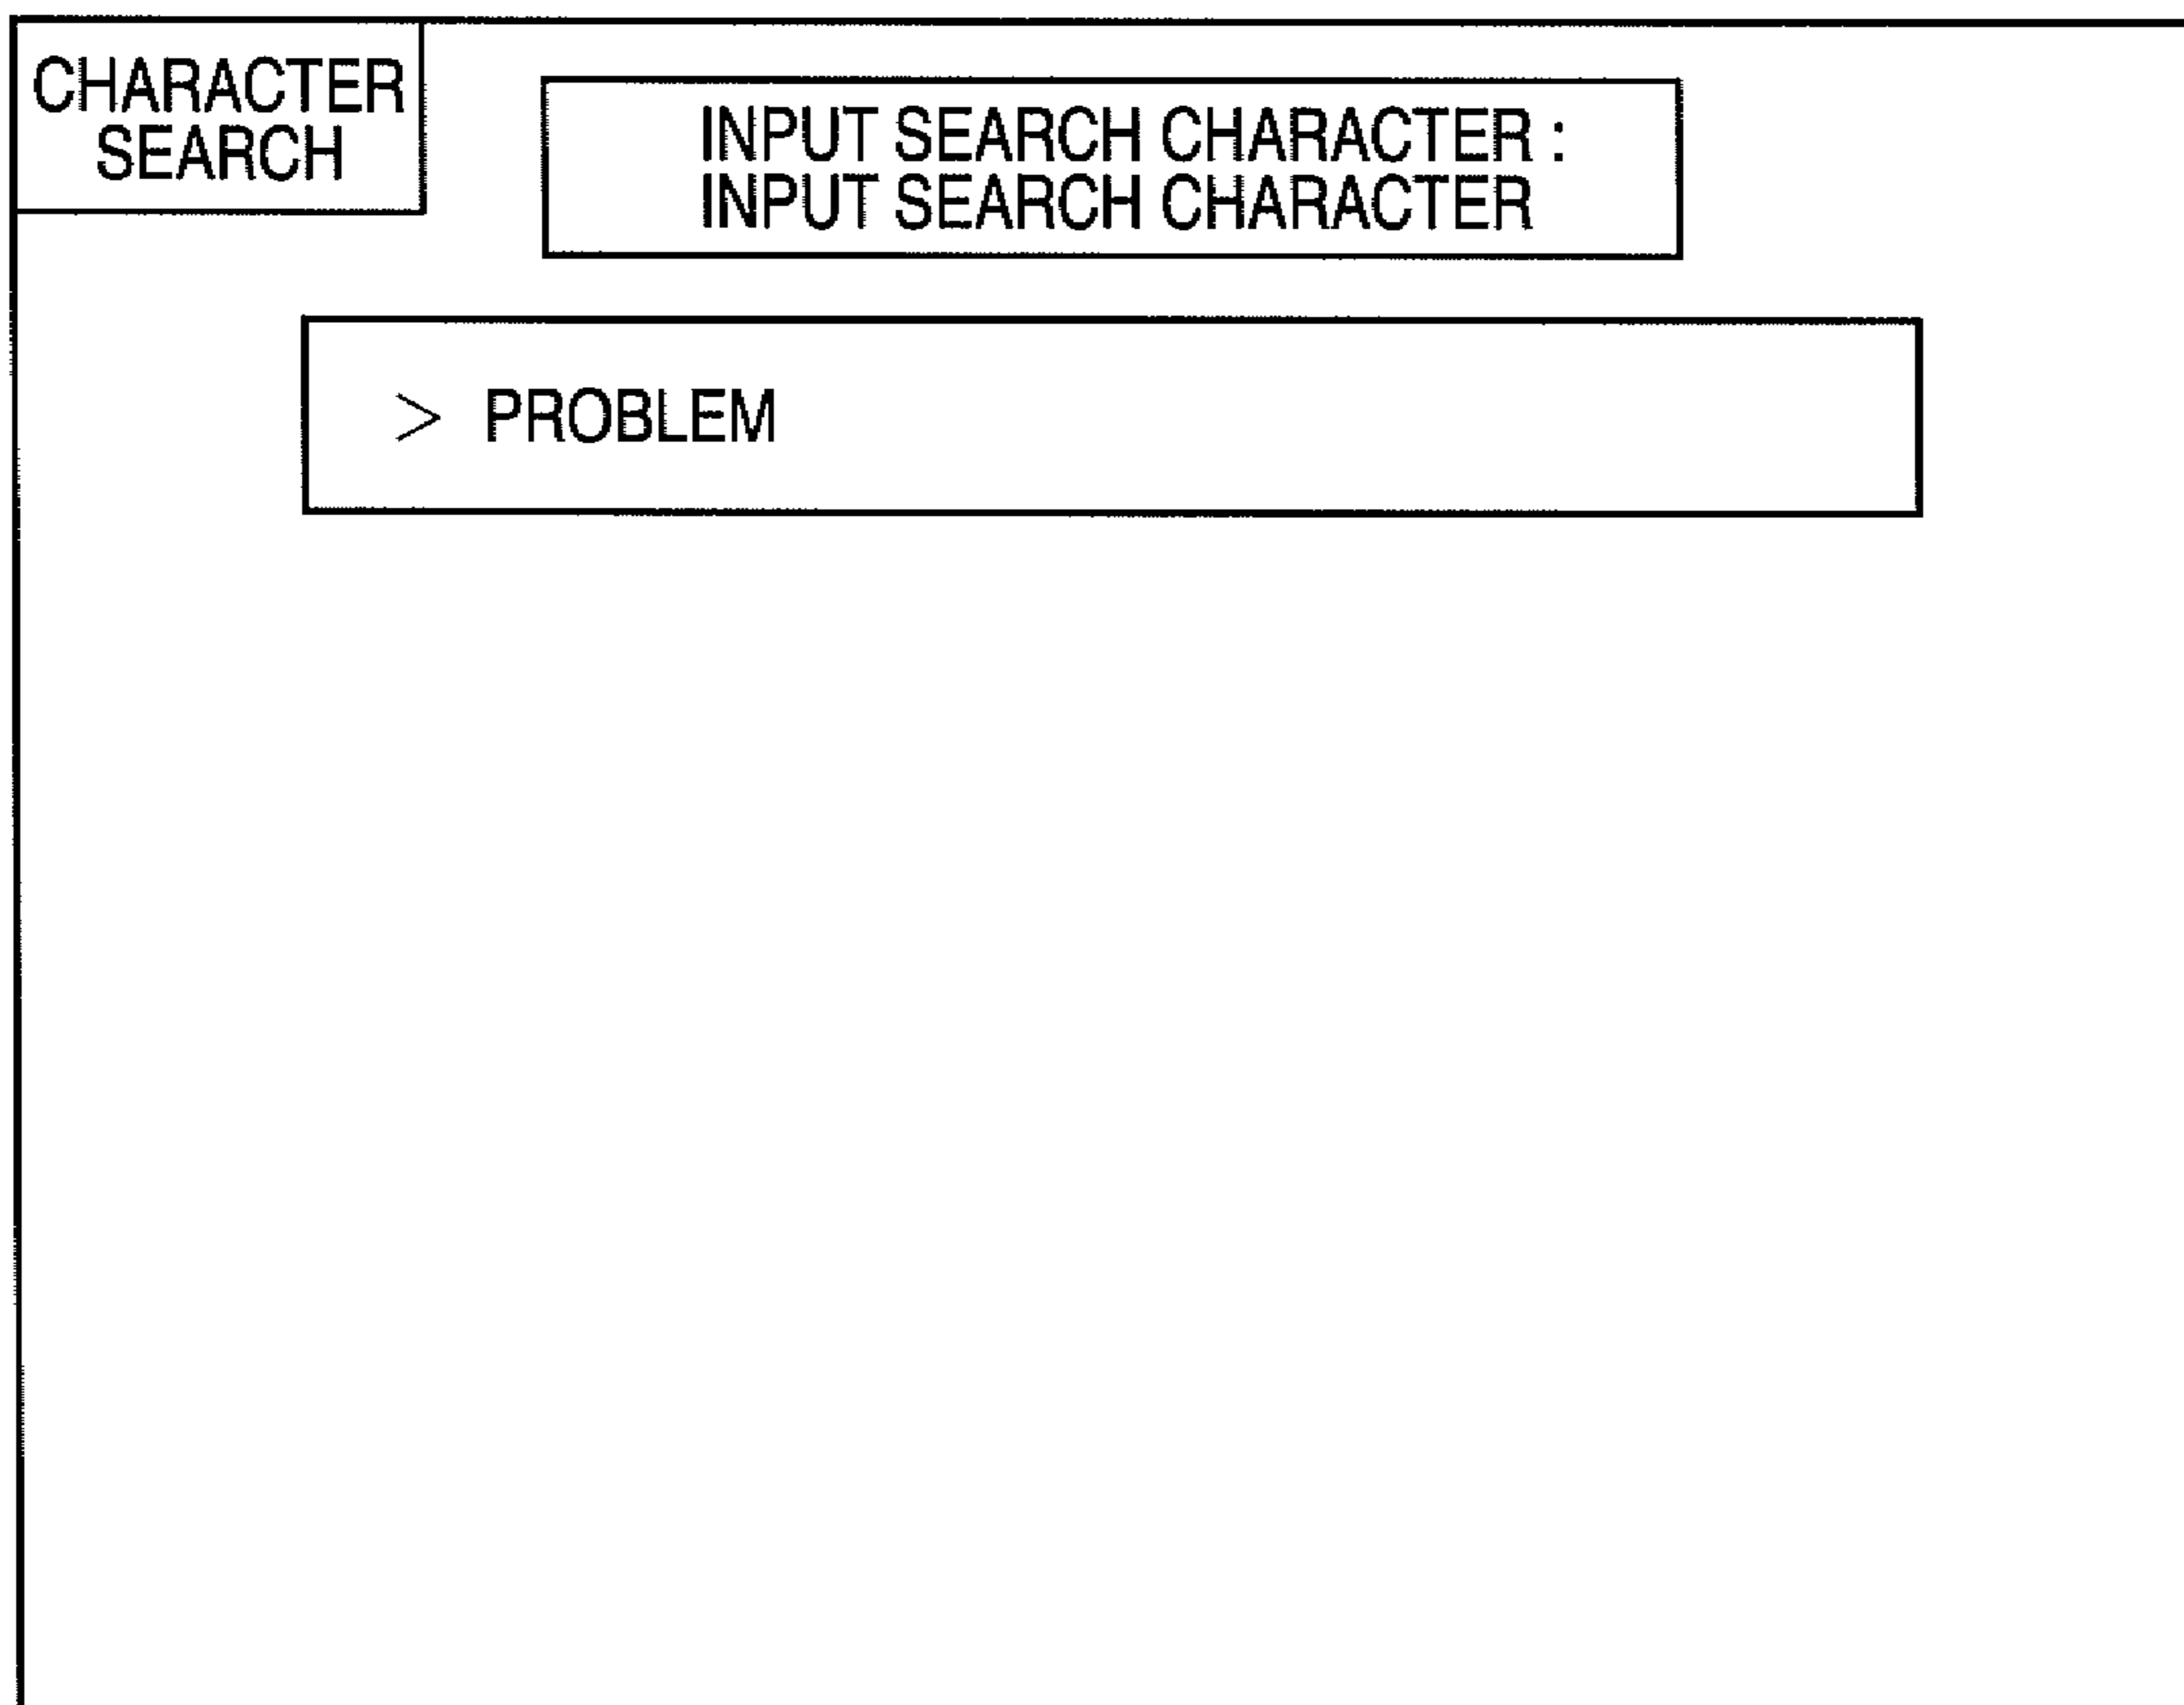 CHARACTER
SEARCH
INPUT SEARCH CHARACTER :
INPUT SEARCH CHARACTER
> PROBLEM